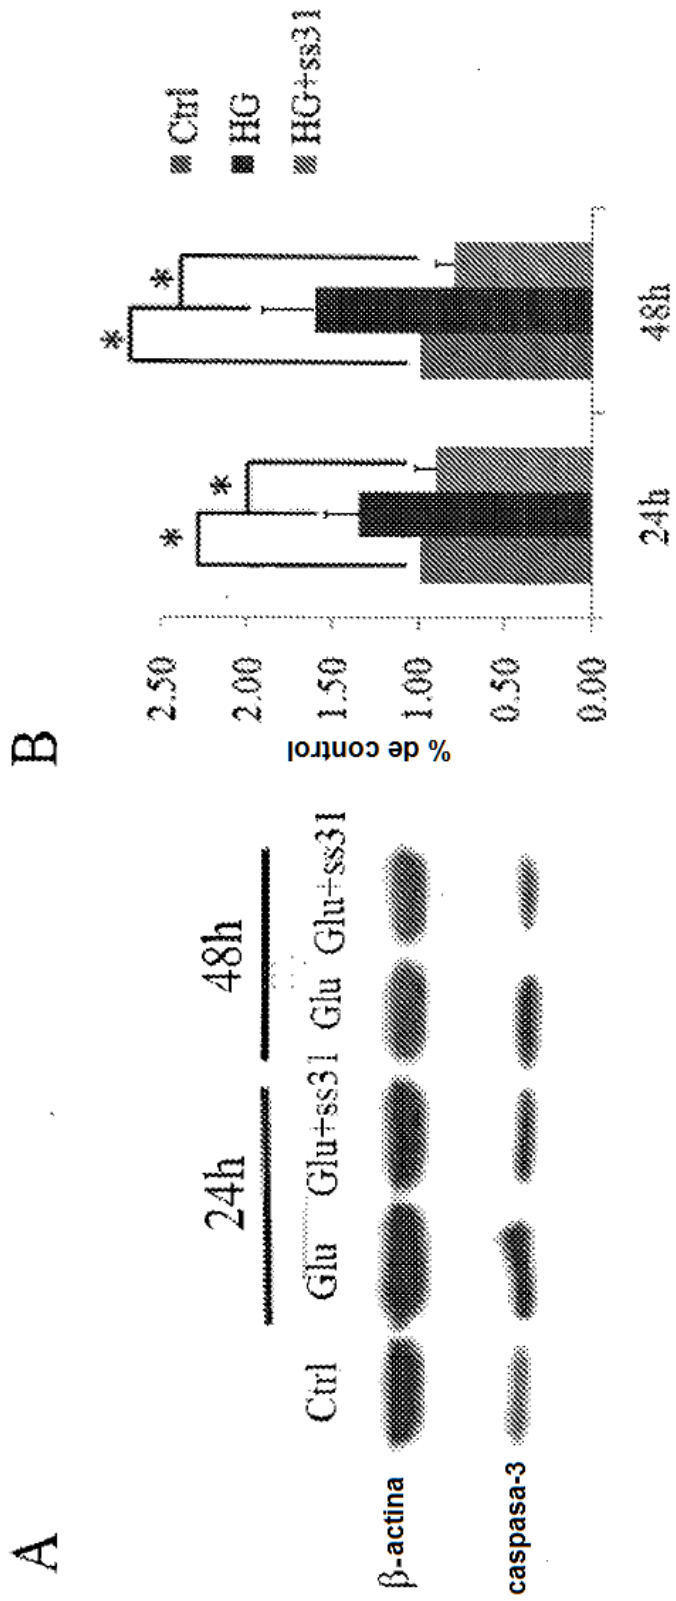 A
24h 48h
Ctrl Glu Glu+ss31 Glu Glu+ss31
β-actina
caspasa-3
B
% de control
2.50
2.00
1.50
1.00
0.50
0.00
* * * *
24h 48h
Ctrl
HG
HG+ss31